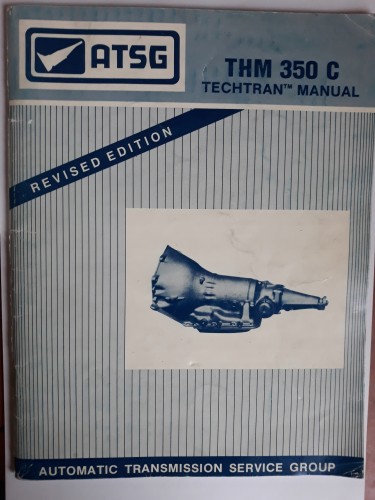 ATSG
THM 350 C
TECHTRAN™ MANUAL
REVISED EDITION
AUTOMATIC TRANSMISSION SERVICE GROUP